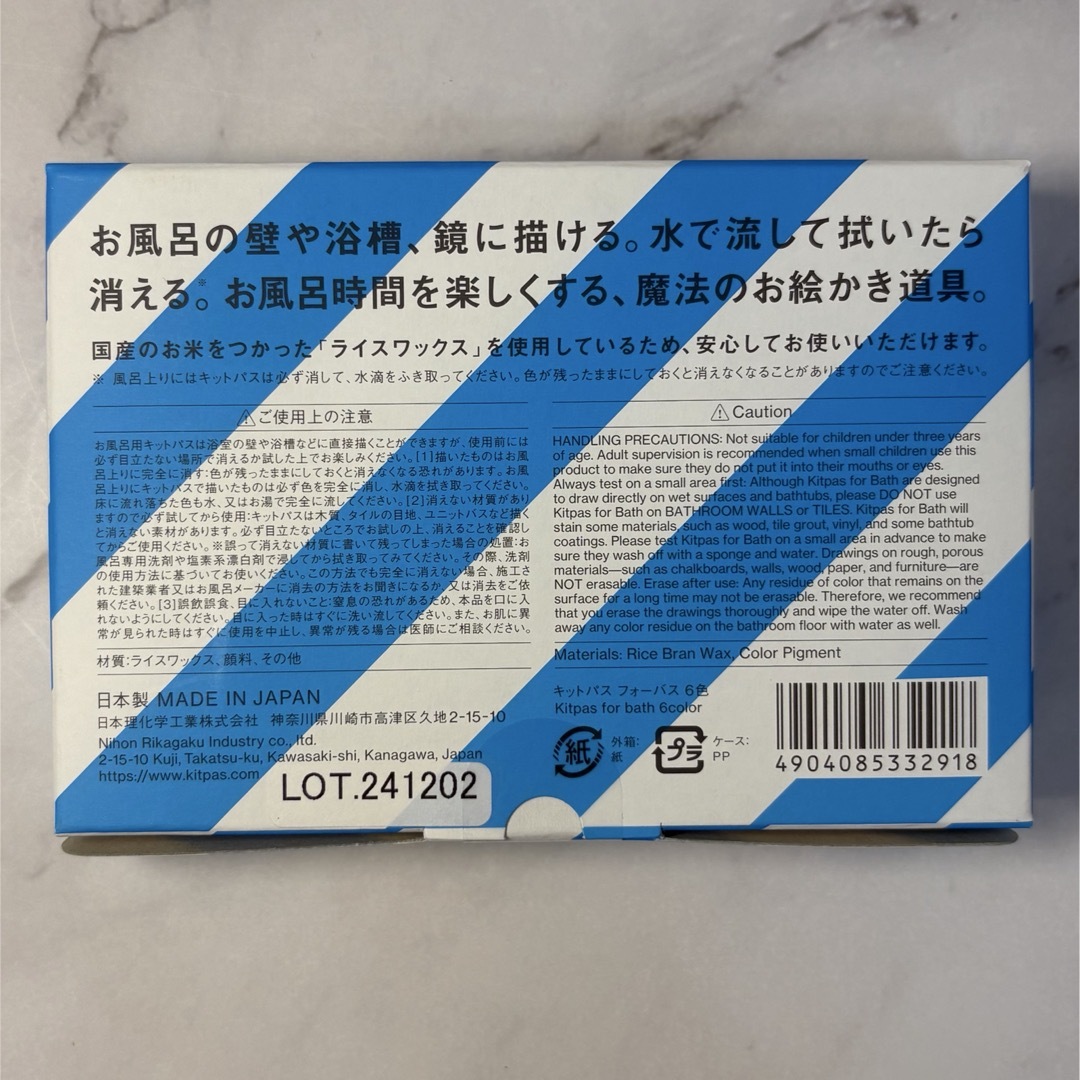 お風呂の壁や浴槽、鏡に描ける。水で流して拭いたら
消える。※お風呂時間を楽しくする、魔法のお絵かき道具。
国産のお米をつかった「ライスワックス」を使用しているため、安心してお使いいただけます。
※ 風呂上りにはキットパスは必ず消して、水滴をふき取ってください。色が残ったままにしておくと消えなくなることがありますのでご注意ください。
⚠ご使用上の注意
お風呂用キットパスは浴室の壁や浴槽などに直接描くことができますが、使用前には
必ず目立たない場所で消えるか試した上でお楽しみください。[1]描いたものはお風
呂上りに完全に消す:色が残ったままにしておくと消えなくなる恐れがあります。お風
呂上りにキットパスで描いたものは必ず色を完全に消し、水滴を拭き取ってください。
床に流れ落ちた色も水、又はお湯で完全に流してください。[2]消えない材質があり
ますので必ず試してから使用:キットパスは木質、タイルの目地、ユニットバスなど描く
と消えない素材があります。必ず目立たないところでお試しの上、消えることを確認し
てからご使用ください。※誤って消えない材質に書いて残ってしまった場合の処置:お
風呂専用洗剤や塩素系漂白剤で浸してから拭き取ってみてください。その際、洗剤
の使用方法に基づいてお使いください。この方法でも完全に消えない場合、施工さ
れた建築業者又はお風呂メーカーに消去の方法をお聞きになるか、又は消去をご依
頼ください。[3]誤飲誤食、目に入れないこと:窒息の恐れがあるため、本品を口に入
れないようにしてください。目に入った時はすぐに洗い流してください。また、お肌に異
常が見られた時はすぐに使用を中止し、異常が残る場合は医師にご相談ください。
材質:ライスワックス、顔料、その他
日本製 MADE IN JAPAN
日本理化学工業株式会社 神奈川県川崎市高津区久地2-15-10
Nihon Rikagaku Industry co., ltd.
2-15-10 Kuji, Takatsu-ku, Kawasaki-shi, Kanagawa, Japan
https://www.kitpas.com
LOT.241202
⚠Caution
HANDLING PRECAUTIONS: Not suitable for children under three years
of age. Adult supervision is recommended when small children use this
product to make sure they do not put it into their mouths or eyes.
Always test on a small area first: Although Kitpas for Bath are designed
to draw directly on wet surfaces and bathtubs, please DO NOT use
Kitpas for Bath on BATHROOM WALLS or TILES. Kitpas for Bath will
stain some materials, such as wood, tile grout, vinyl, and some bathtub
coatings. Please test Kitpas for Bath on a small area in advance to make
sure they wash off with a sponge and water. Drawings on rough, porous
materials—such as chalkboards, walls, wood, paper, and furniture—are
NOT erasable. Erase after use: Any residue of color that remains on the
surface for a long time may not be erasable. Therefore, we recommend
that you erase the drawings thoroughly and wipe the water off. Wash
away any color residue on the bathroom floor with water as well.
Materials: Rice Bran Wax, Color Pigment
キットパス フォーバス 6色
Kitpas for bath 6color
紙 外箱:
紙
プラ ケース:
PP
4904085332918